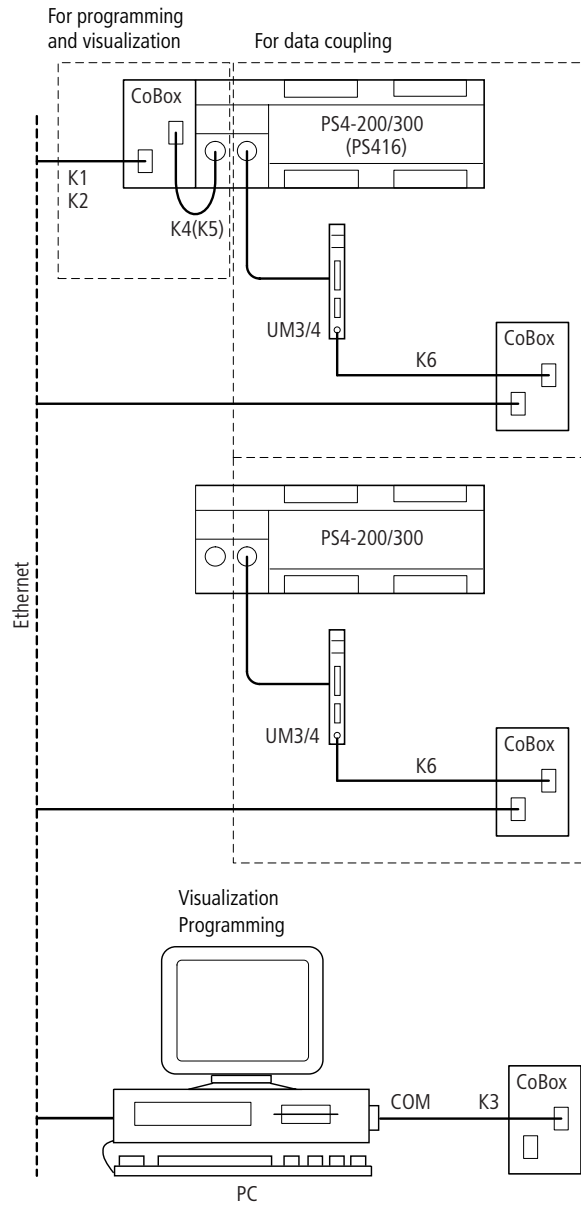 For programming
and visualization
For data coupling
CoBox
PS4-200/300
(PS416)
K1
K2
K4(K5)
UM3/4
CoBox
K6
PS4-200/300
Ethernet
UM3/4
CoBox
K6
Visualization
Programming
CoBox
COM
K3
PC